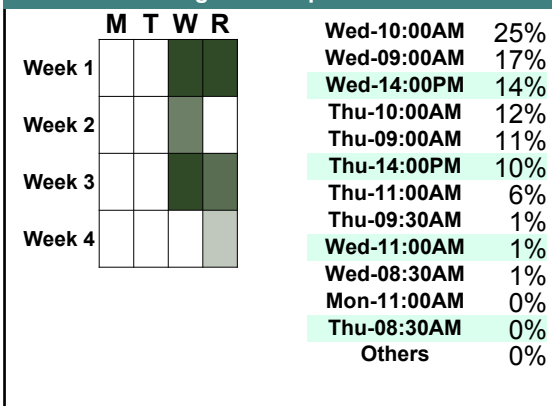 M T W R
Week 1
Week 2
Week 3
Week 4
Wed-10:00AM 25%
Wed-09:00AM 17%
Wed-14:00PM 14%
Thu-10:00AM 12%
Thu-09:00AM 11%
Thu-14:00PM 10%
Thu-11:00AM 6%
Thu-09:30AM 1%
Wed-11:00AM 1%
Wed-08:30AM 1%
Mon-11:00AM 0%
Thu-08:30AM 0%
Others 0%